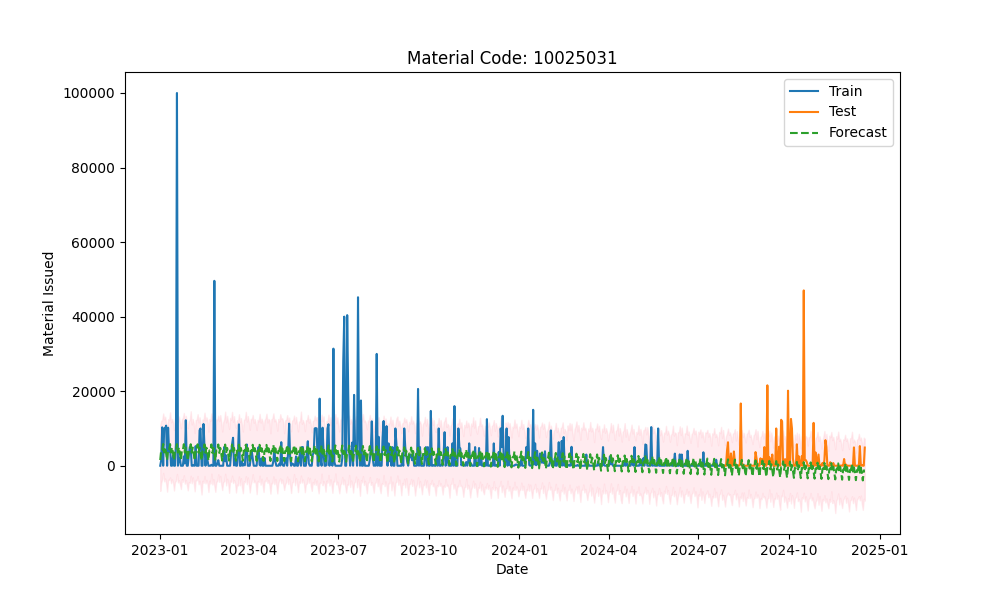 Material Code: 10025031
Train
Test
Forecast
100000
80000
60000
40000
20000
0
Material Issued
2023-01 2023-04 2023-07 2023-10 2024-01 2024-04 2024-07 2024-10 2025-01
Date